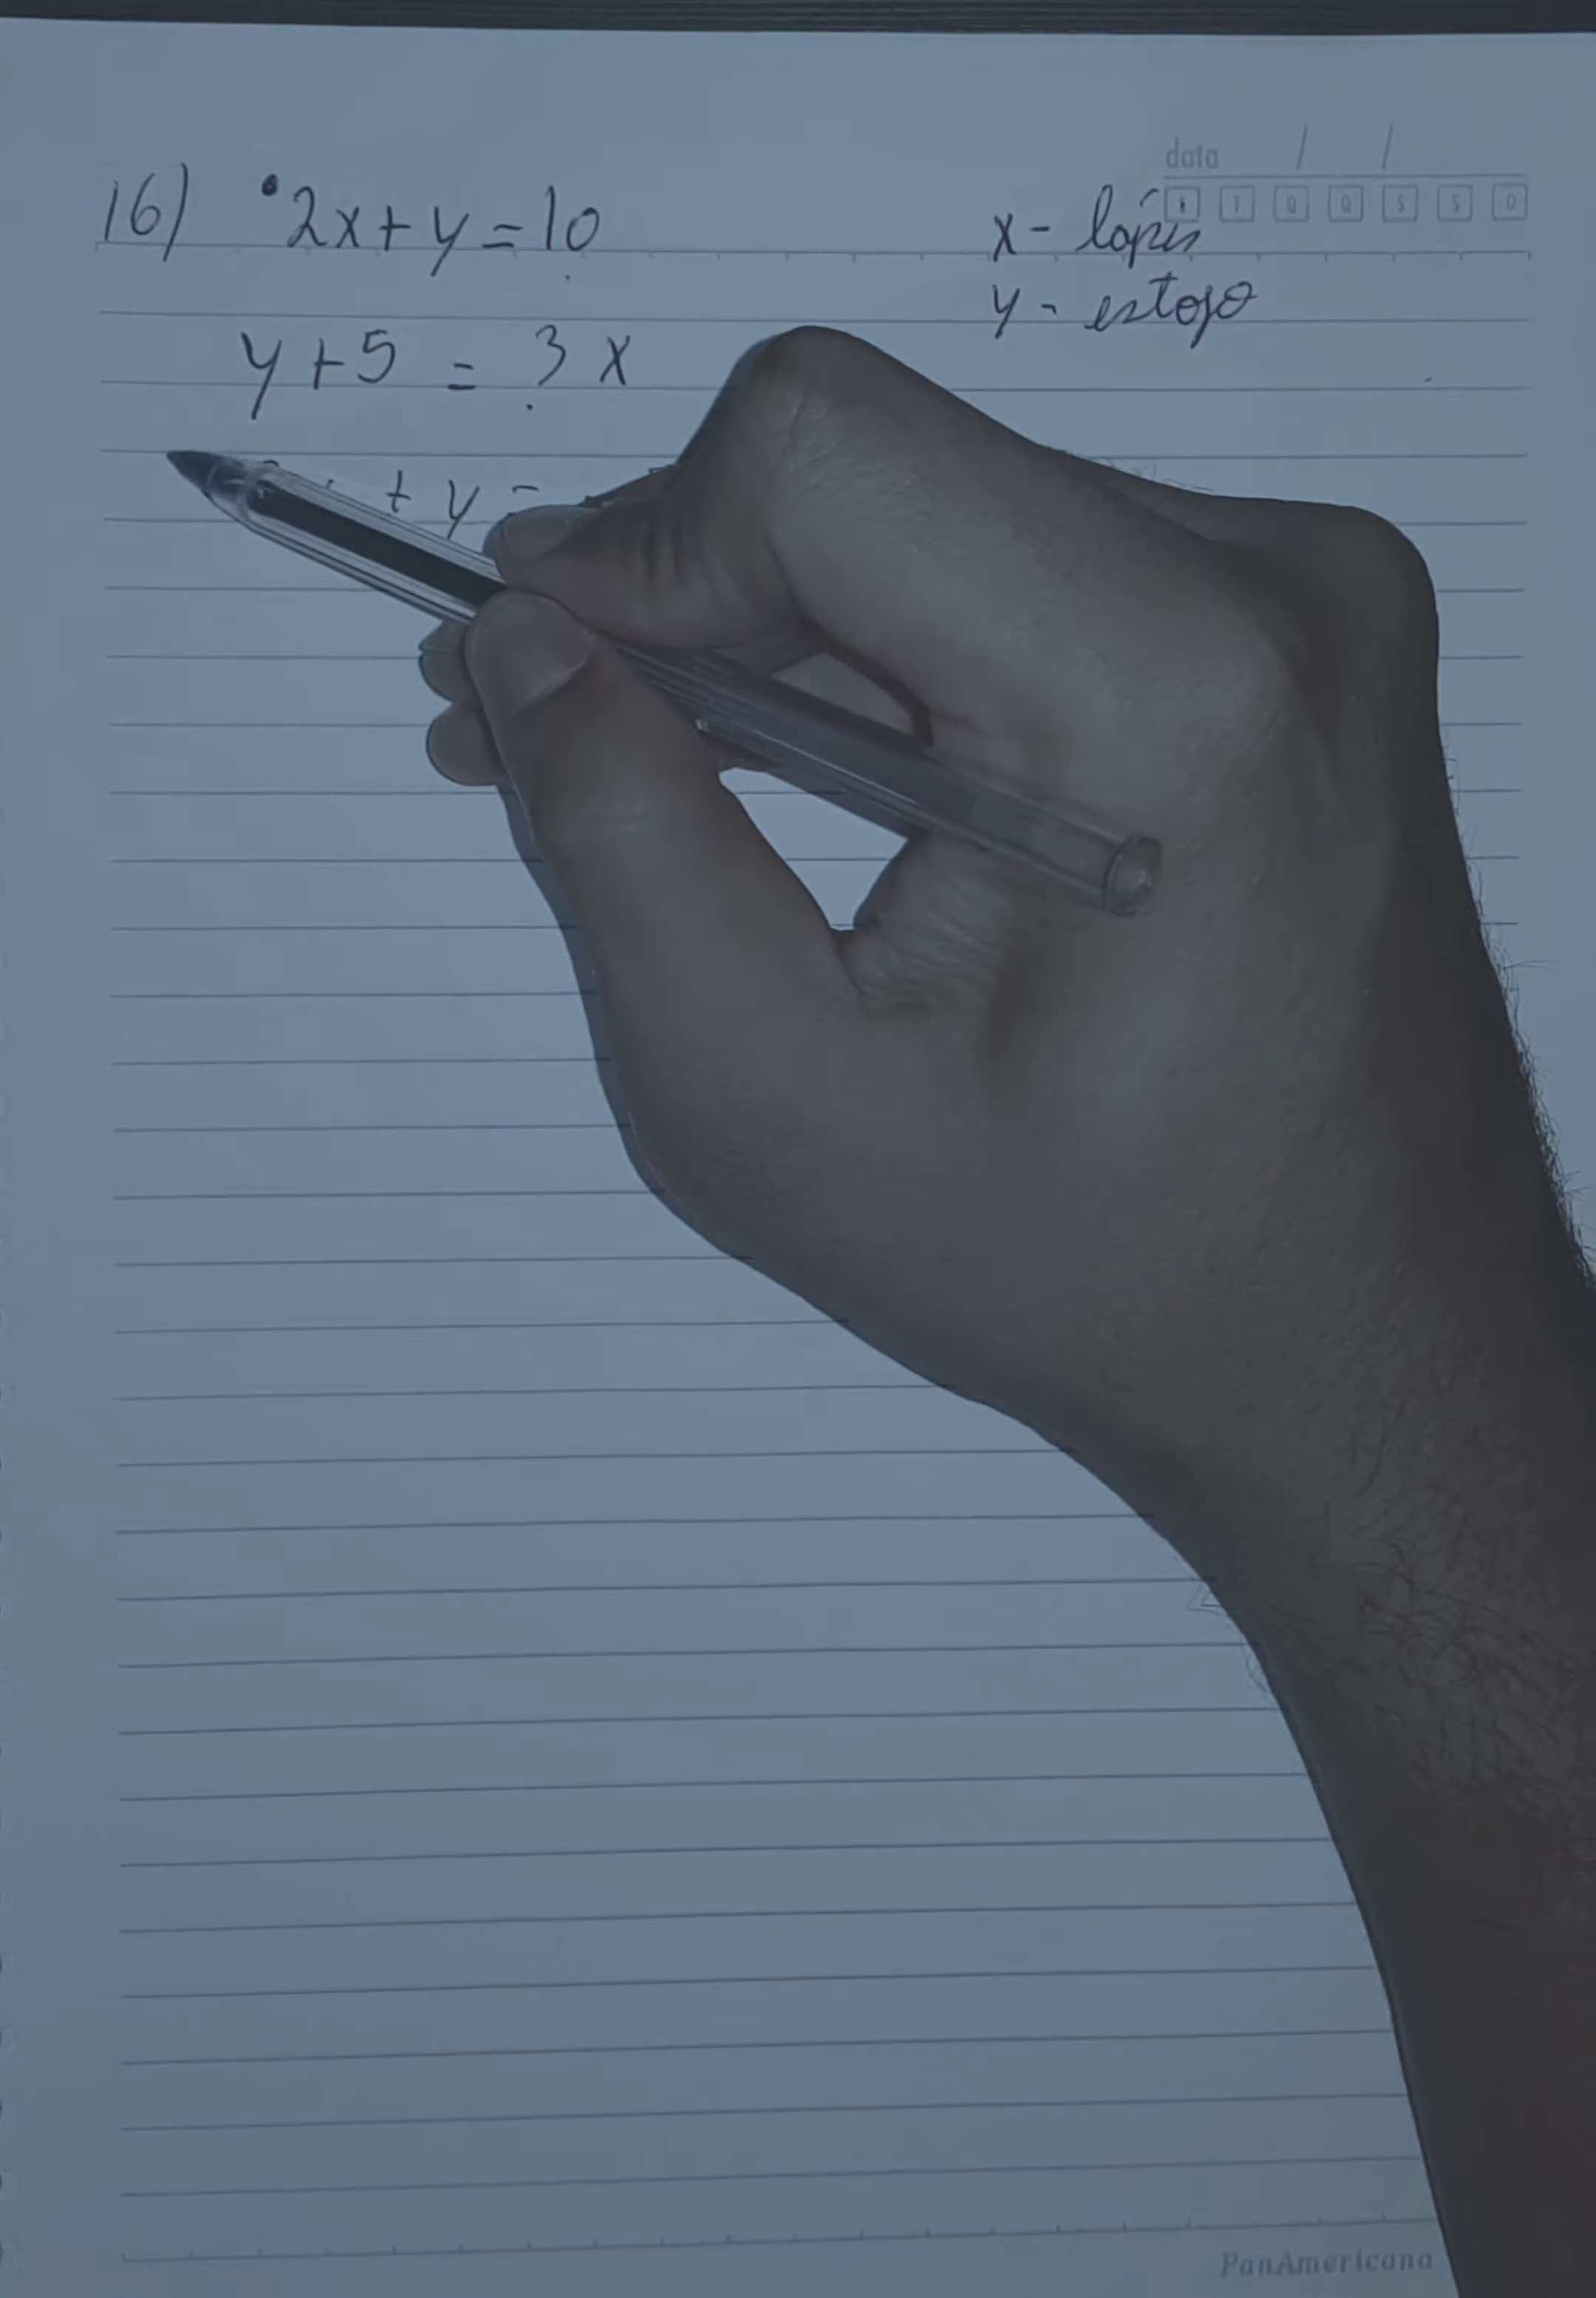 data / /
S T Q Q S S D
16) 2x+y=10
x- lápis
y- estojo
y+5 = 3x
+ y =
PanAmericana